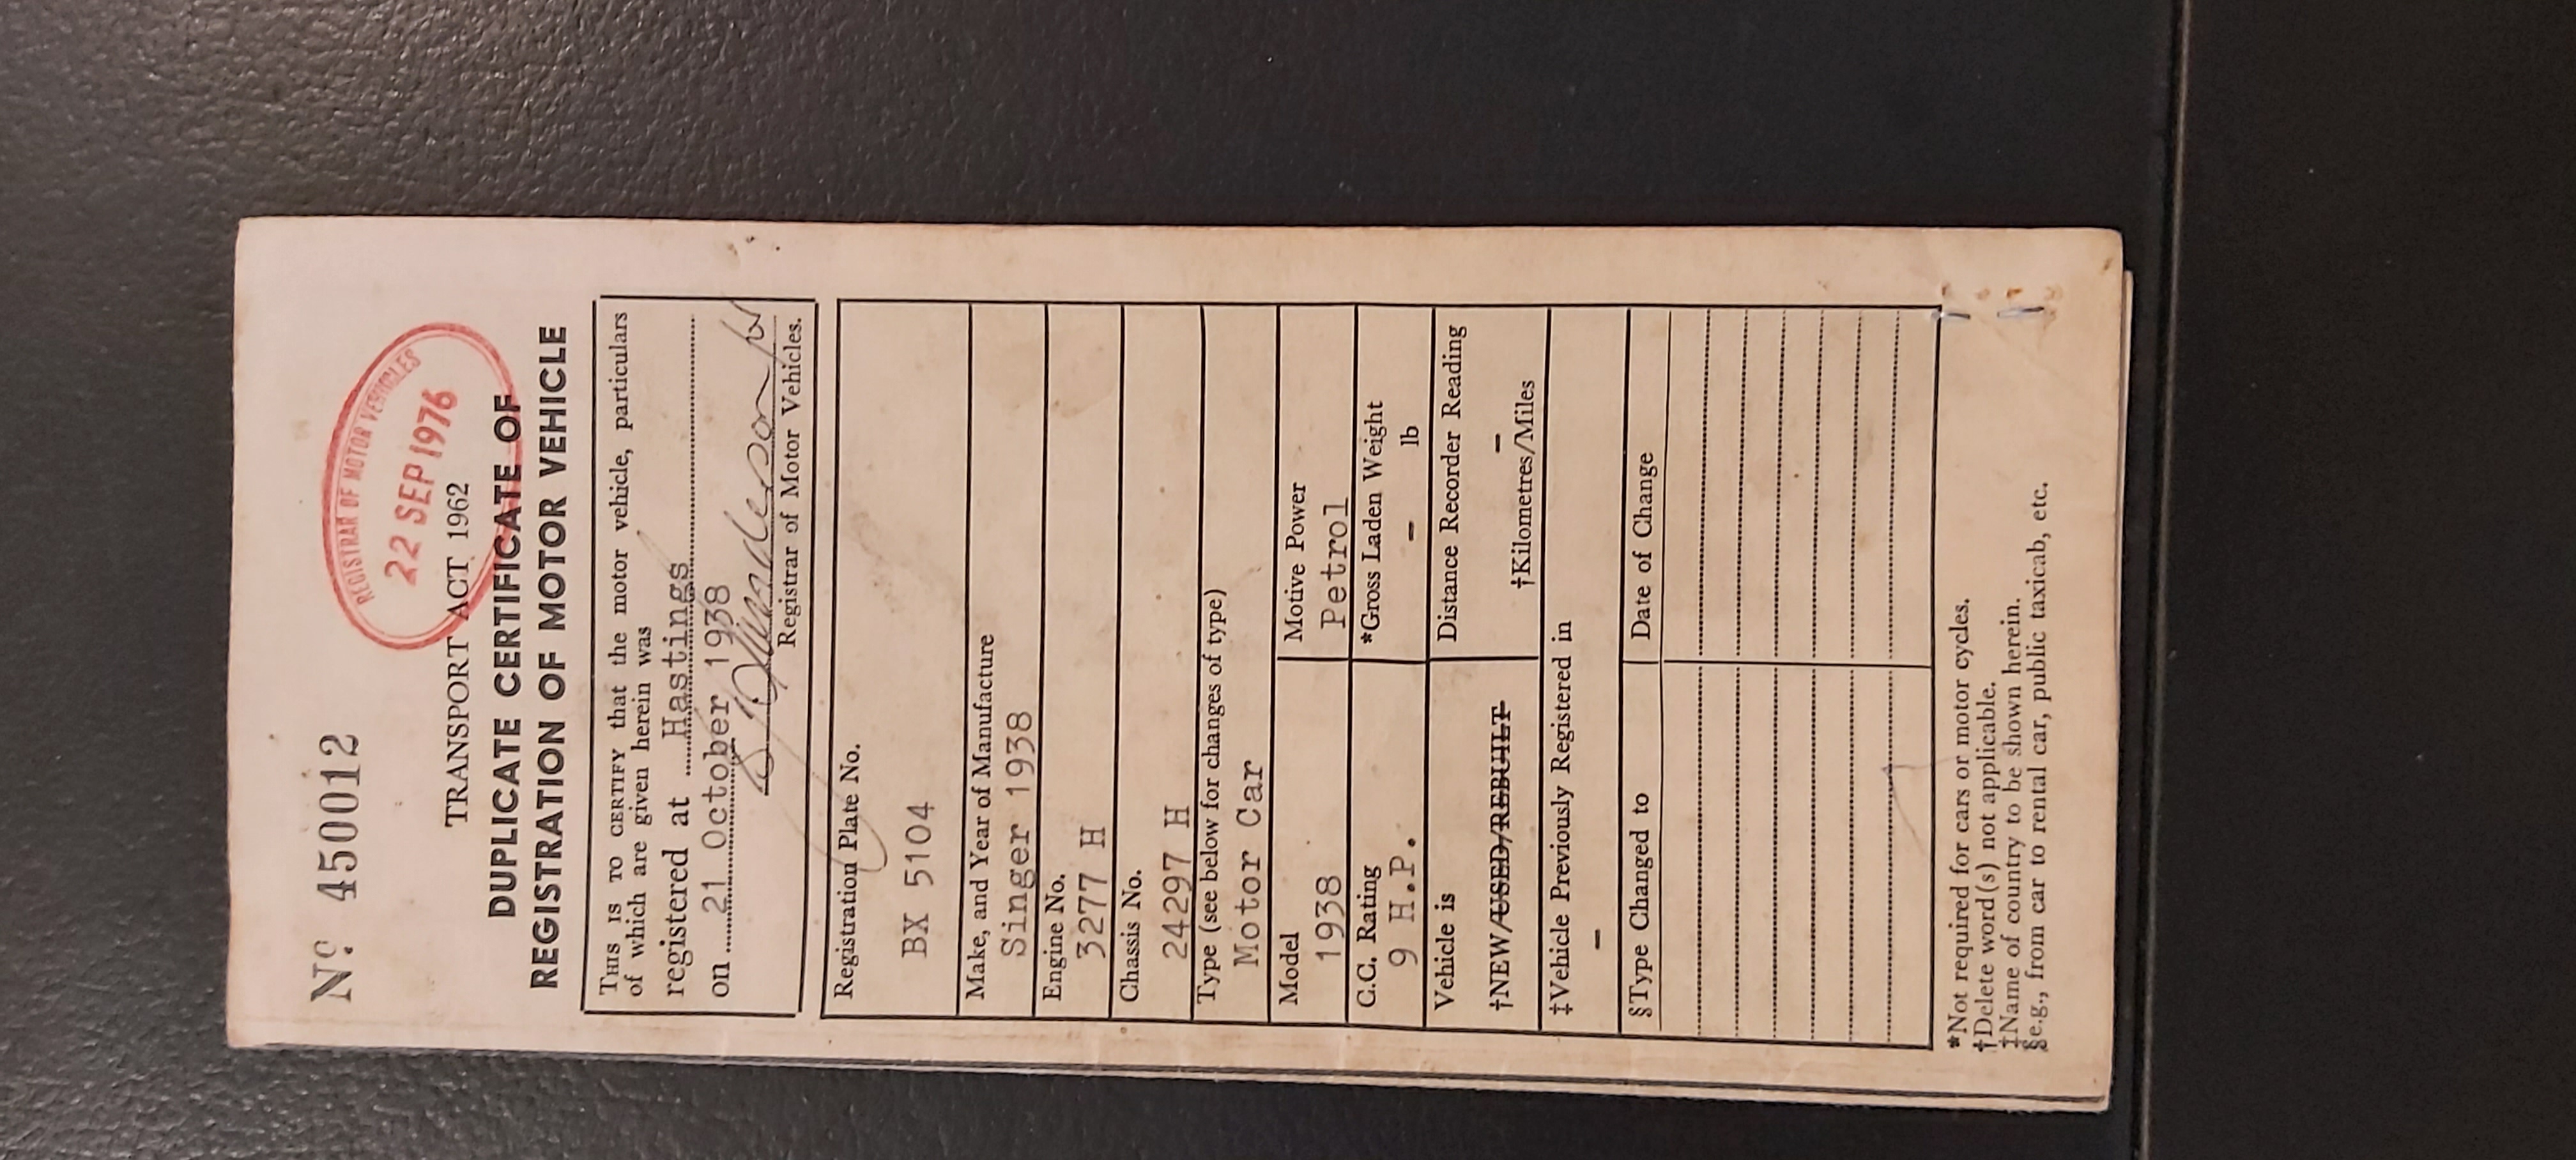 Nº 450012
REGISTRAR OF MOTOR VEHICLES
22 SEP 1976
TRANSPORT ACT 1962
DUPLICATE CERTIFICATE OF
REGISTRATION OF MOTOR VEHICLE
THIS IS TO CERTIFY that the motor vehicle, particulars
of which are given herein was
registered at Hastings
on 21 October 1938
Registrar of Motor Vehicles.
Registration Plate No.
BX 5104
Make, and Year of Manufacture
Singer 1938
Engine No.
3277 H
Chassis No.
24297 H
Type (see below for changes of type)
Motor Car
Model Motive Power
1938 Petrol
C.C. Rating *Gross Laden Weight
9 H.P. – lb
Vehicle is Distance Recorder Reading
–
†NEW/USED/REBUILT †Kilometres/Miles
‡Vehicle Previously Registered in
–
§Type Changed to Date of Change
*Not required for cars or motor cycles.
†Delete word(s) not applicable.
‡Name of country to be shown herein.
§e.g., from car to rental car, public taxicab, etc.